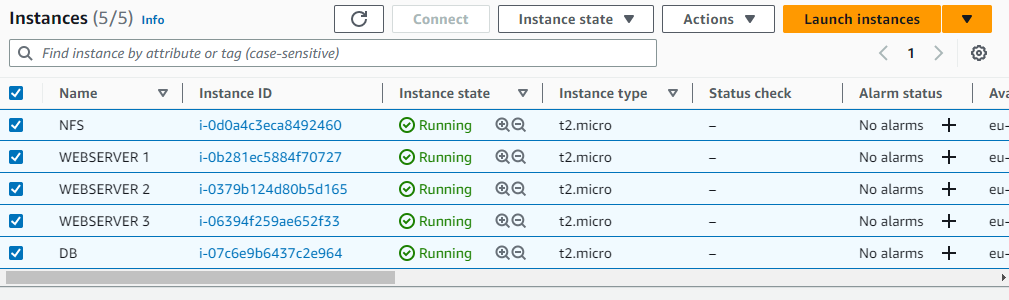 Instances (5/5) Info Connect Instance state Actions Launch instances
Find instance by attribute or tag (case-sensitive) 1
Name Instance ID Instance state Instance type Status check Alarm status Ava
NFS i-0d0a4c3eca8492460 Running t2.micro – No alarms + eu-
WEBSERVER 1 i-0b281ec5884f70727 Running t2.micro – No alarms + eu-
WEBSERVER 2 i-0379b124d80b5d165 Running t2.micro – No alarms + eu-
WEBSERVER 3 i-06394f259ae652f33 Running t2.micro – No alarms + eu-
DB i-07c6e9b6437c2e964 Running t2.micro – No alarms + eu-